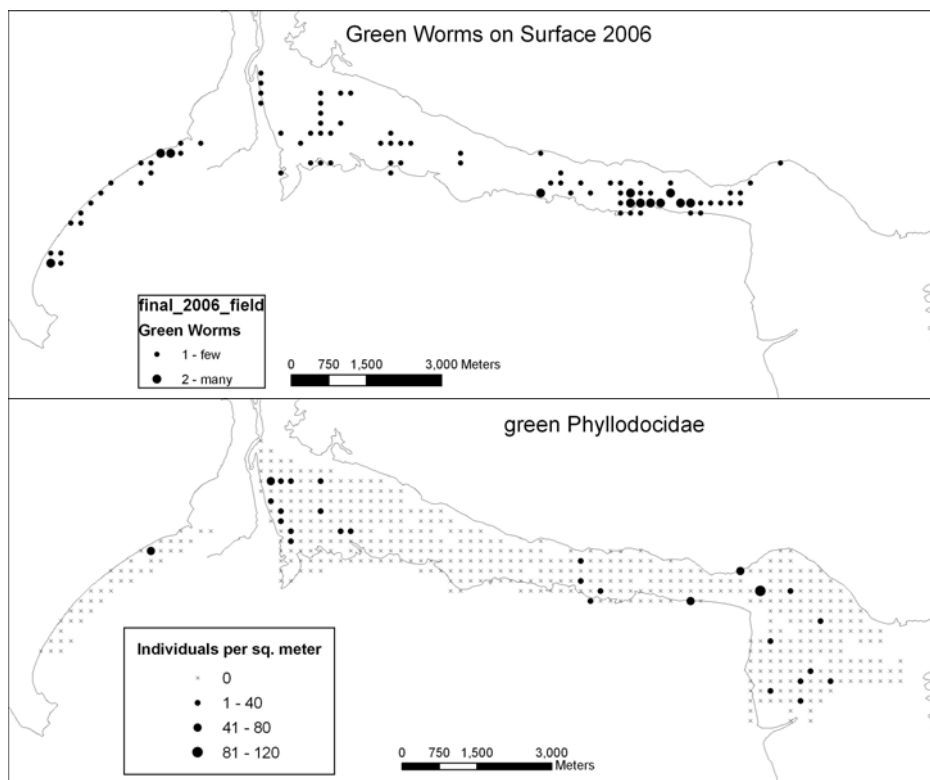 Green Worms on Surface 2006
final_2006_field
Green Worms
1 - few
2 - many
0 750 1,500 3,000 Meters
green Phyllodocidae
Individuals per sq. meter
0
1 - 40
41 - 80
81 - 120
0 750 1,500 3,000
Meters